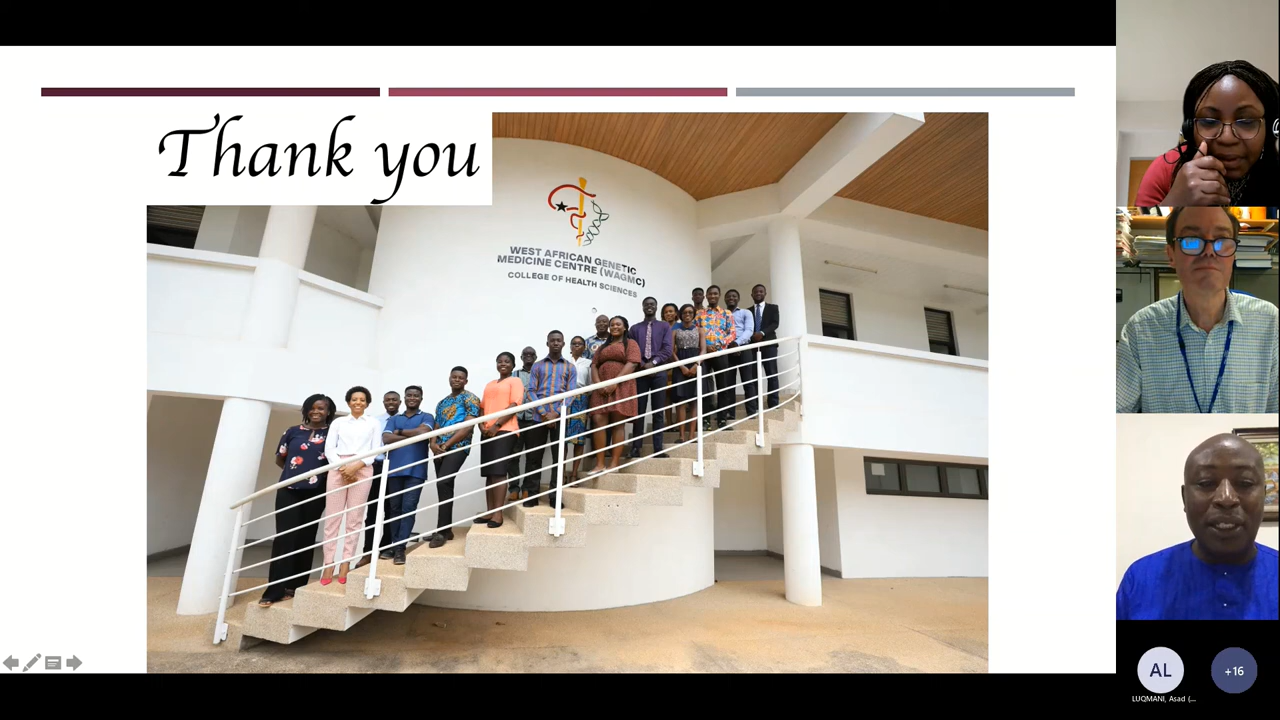 Thank you
WEST AFRICAN GENETIC
MEDICINE CENTRE (WAGMC)
COLLEGE OF HEALTH SCIENCES
AL
+16
LUQMANI, Asad (...